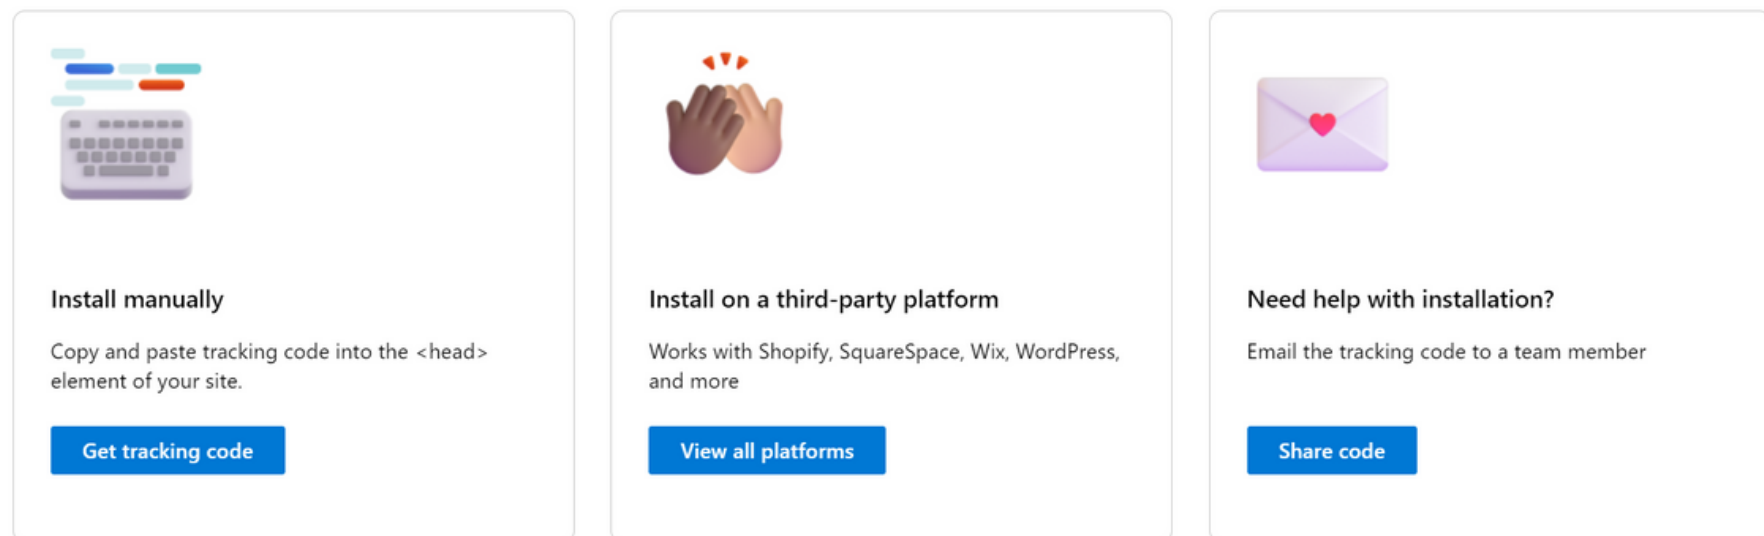 Install manually
Copy and paste tracking code into the <head>
element of your site.
Get tracking code
Install on a third-party platform
Works with Shopify, SquareSpace, Wix, WordPress,
and more
View all platforms
Need help with installation?
Email the tracking code to a team member
Share code